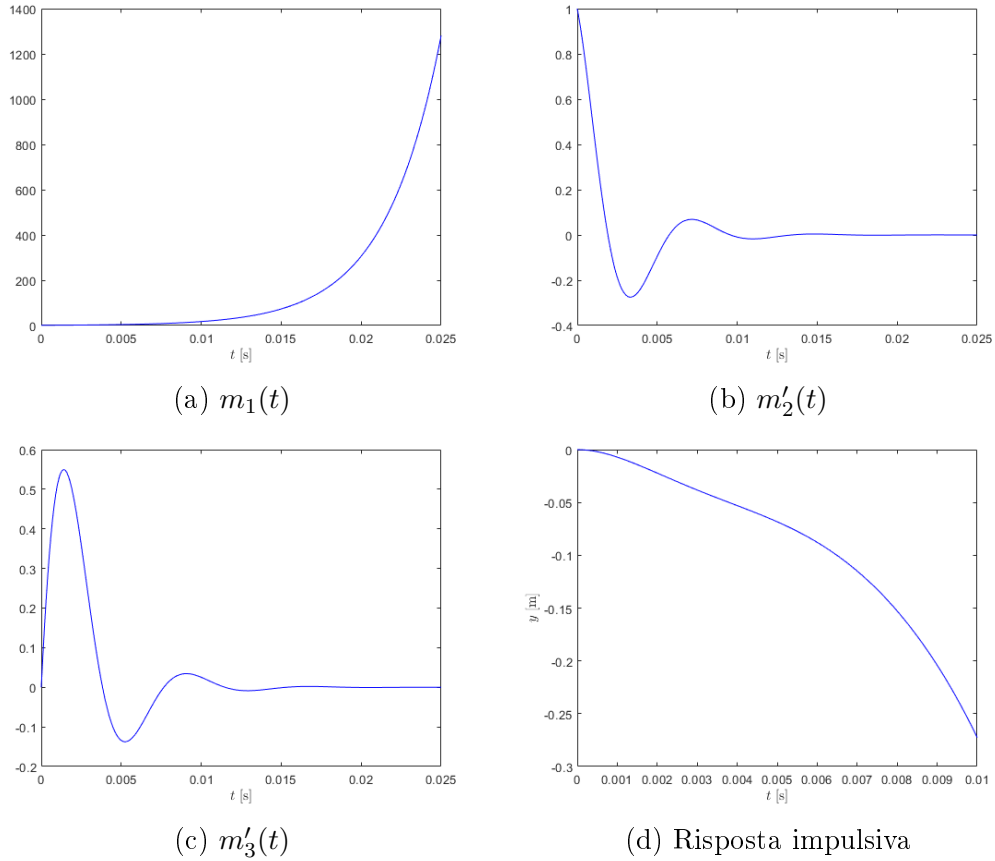 1400
1200
1000
800
600
400
200
0
0 0.005 0.01 0.015 0.02 0.025
t [s]
(a) m₁(t)
1
0.8
0.6
0.4
0.2
0
-0.2
-0.4
0 0.005 0.01 0.015 0.02 0.025
t [s]
(b) m′₂(t)
0.6
0.5
0.4
0.3
0.2
0.1
0
-0.1
-0.2
0 0.005 0.01 0.015 0.02 0.025
t [s]
(c) m′₃(t)
0
-0.05
-0.1
-0.15
-0.2
-0.25
-0.3
y [m]
0 0.001 0.002 0.003 0.004 0.005 0.006 0.007 0.008 0.009 0.01
t [s]
(d) Risposta impulsiva